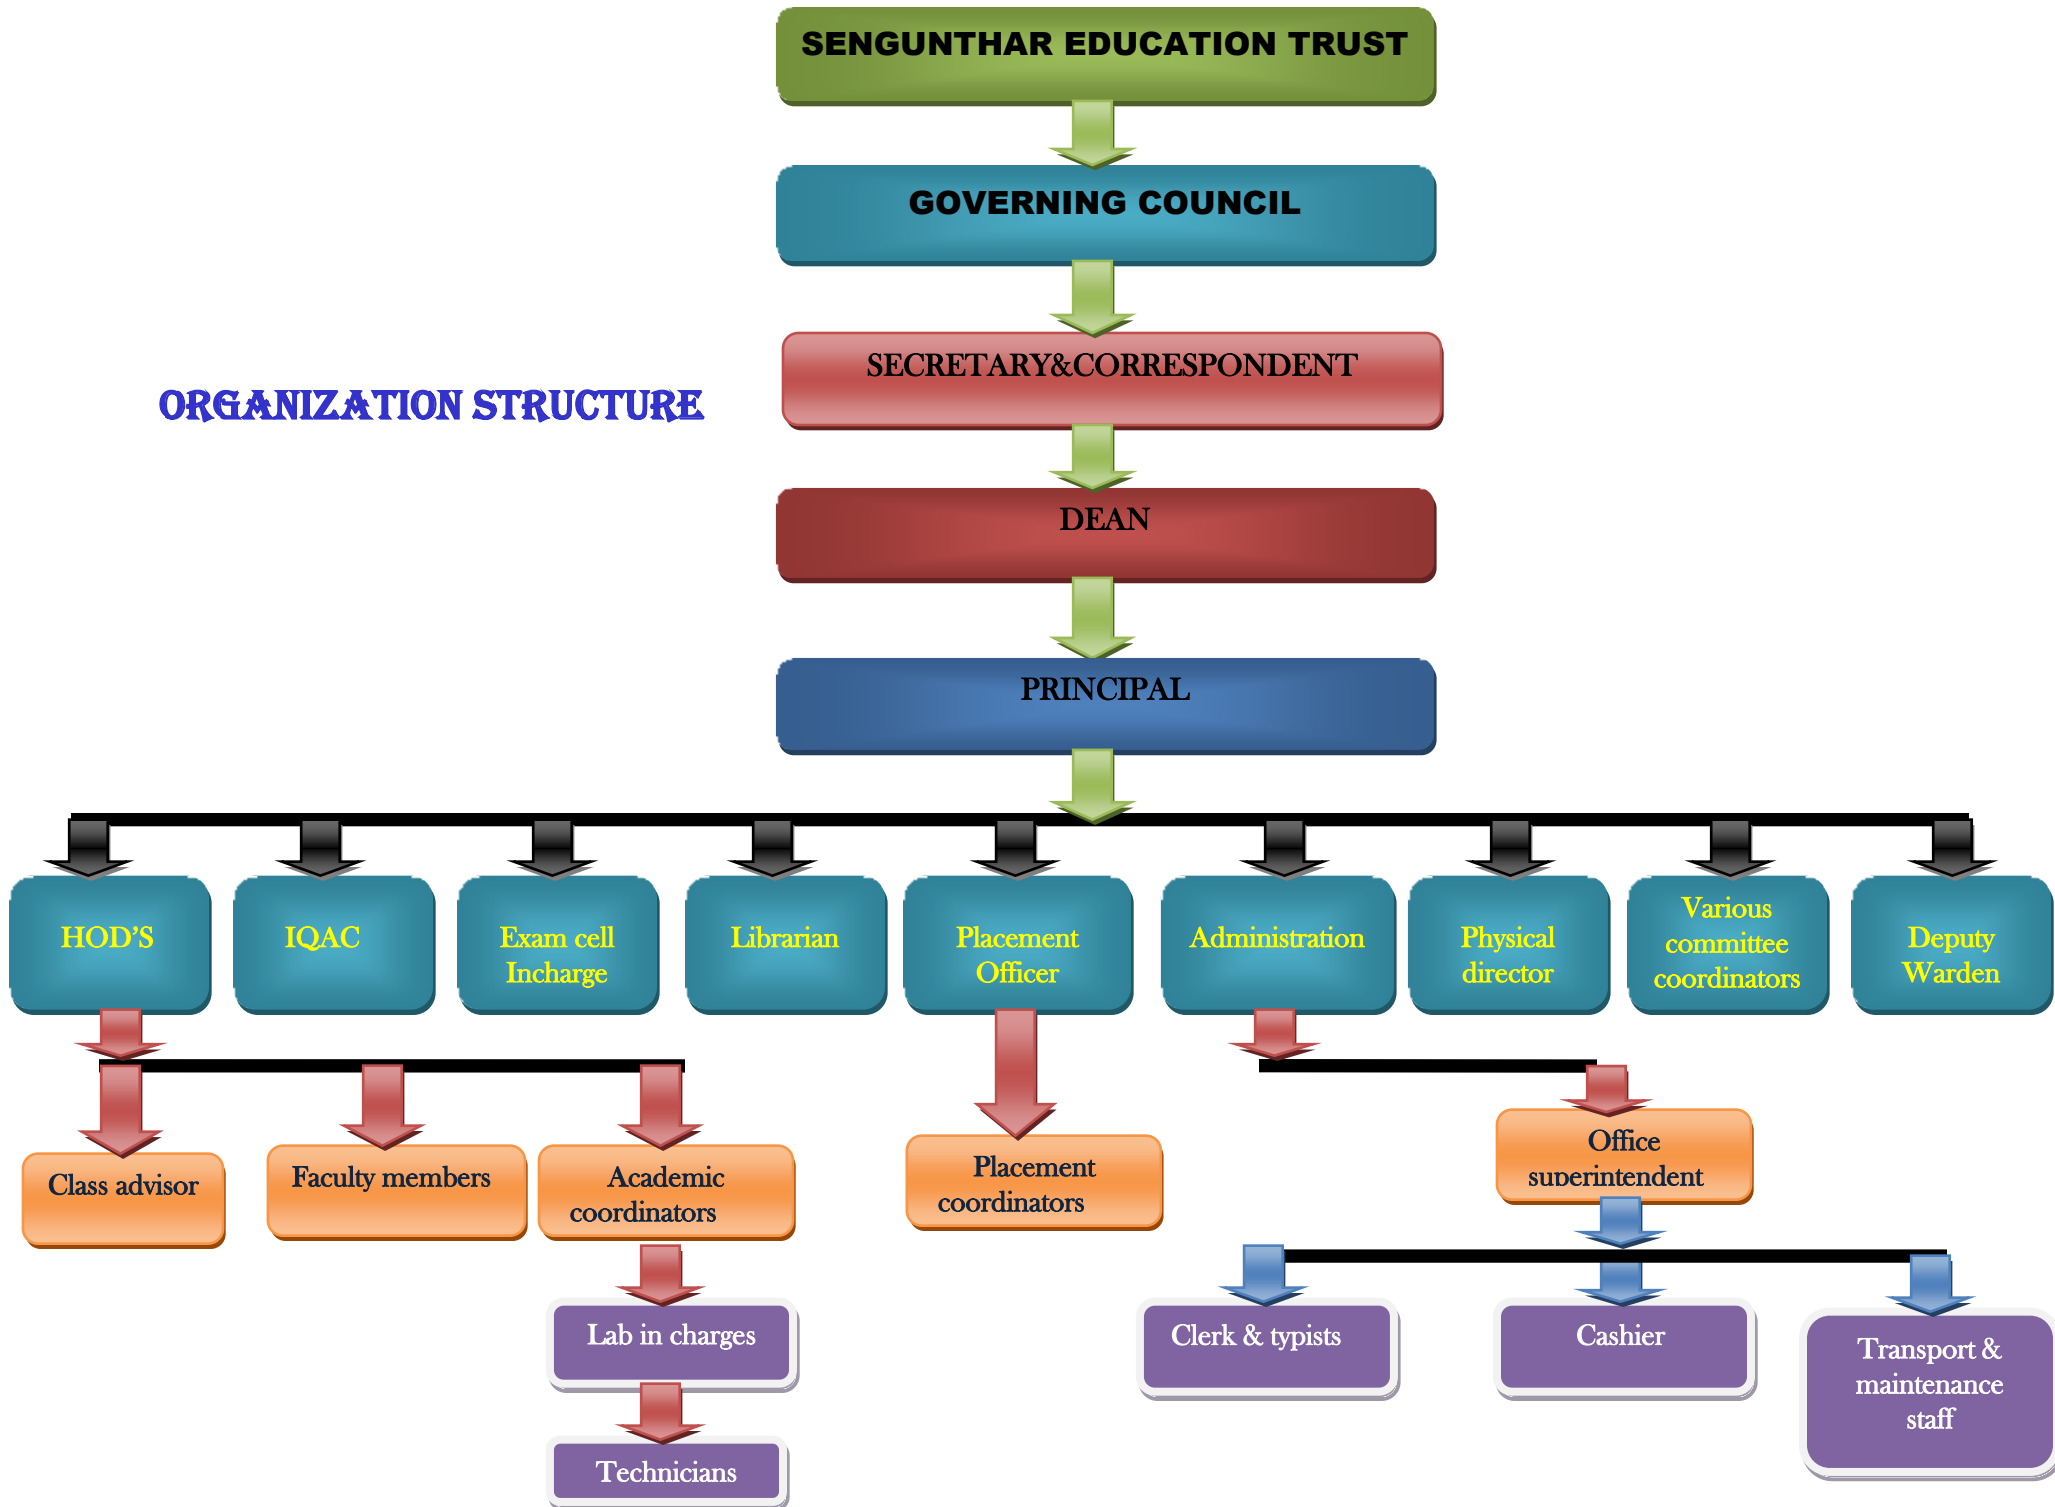 SENGUNTHAR EDUCATION TRUST
GOVERNING COUNCIL
SECRETARY&CORRESPONDENT
ORGANIZATION STRUCTURE
DEAN
PRINCIPAL
HOD'S
IQAC
Exam cell
Incharge
Librarian
Placement
Officer
Administration
Physical
director
Various
committee
coordinators
Deputy
Warden
Class advisor
Faculty members
Academic
coordinators
Placement
coordinators
Office
superintendent
Lab in charges
Clerk & typists
Cashier
Transport &
maintenance
staff
Technicians